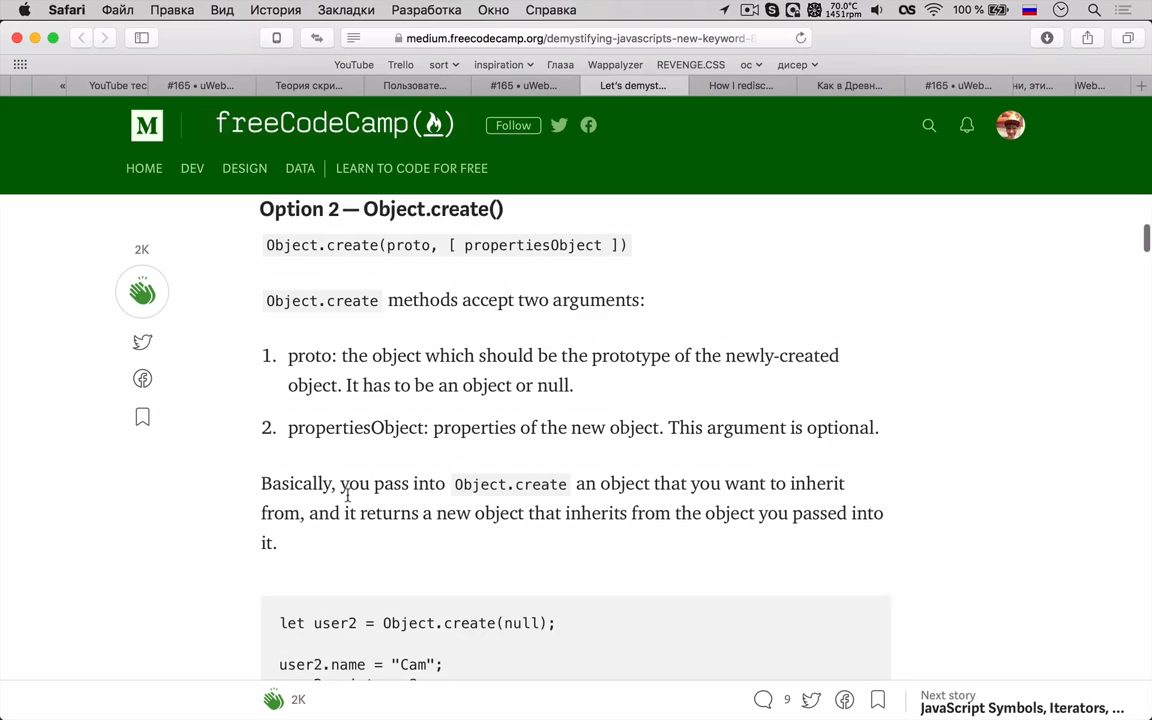 Safari Файл Правка Вид История Закладки Разработка Окно Справка 70.0°C 1451rpm 100 %
medium.freecodecamp.org/demystifying-javascripts-new-keyword-
YouTube Trello sort inspiration Глаза Wappalyzer REVENGE.CSS ос дисер
« YouTube тес #165 • uWeb... Теория скри... Пользовате... #165 • uWeb... Let's demyst... How I redisc... Как в Древн... #165 • uWeb... ни, эти... Web...
M freeCodeCamp( ) Follow
HOME DEV DESIGN DATA LEARN TO CODE FOR FREE
Option 2 — Object.create()
Object.create(proto, [ propertiesObject ])
2K
Object.create methods accept two arguments:
1. proto: the object which should be the prototype of the newly-created
object. It has to be an object or null.
2. propertiesObject: properties of the new object. This argument is optional.
Basically, you pass into Object.create an object that you want to inherit
from, and it returns a new object that inherits from the object you passed into
it.
let user2 = Object.create(null);
user2.name = "Cam";
2K 9 Next story
JavaScript Symbols, Iterators, ...